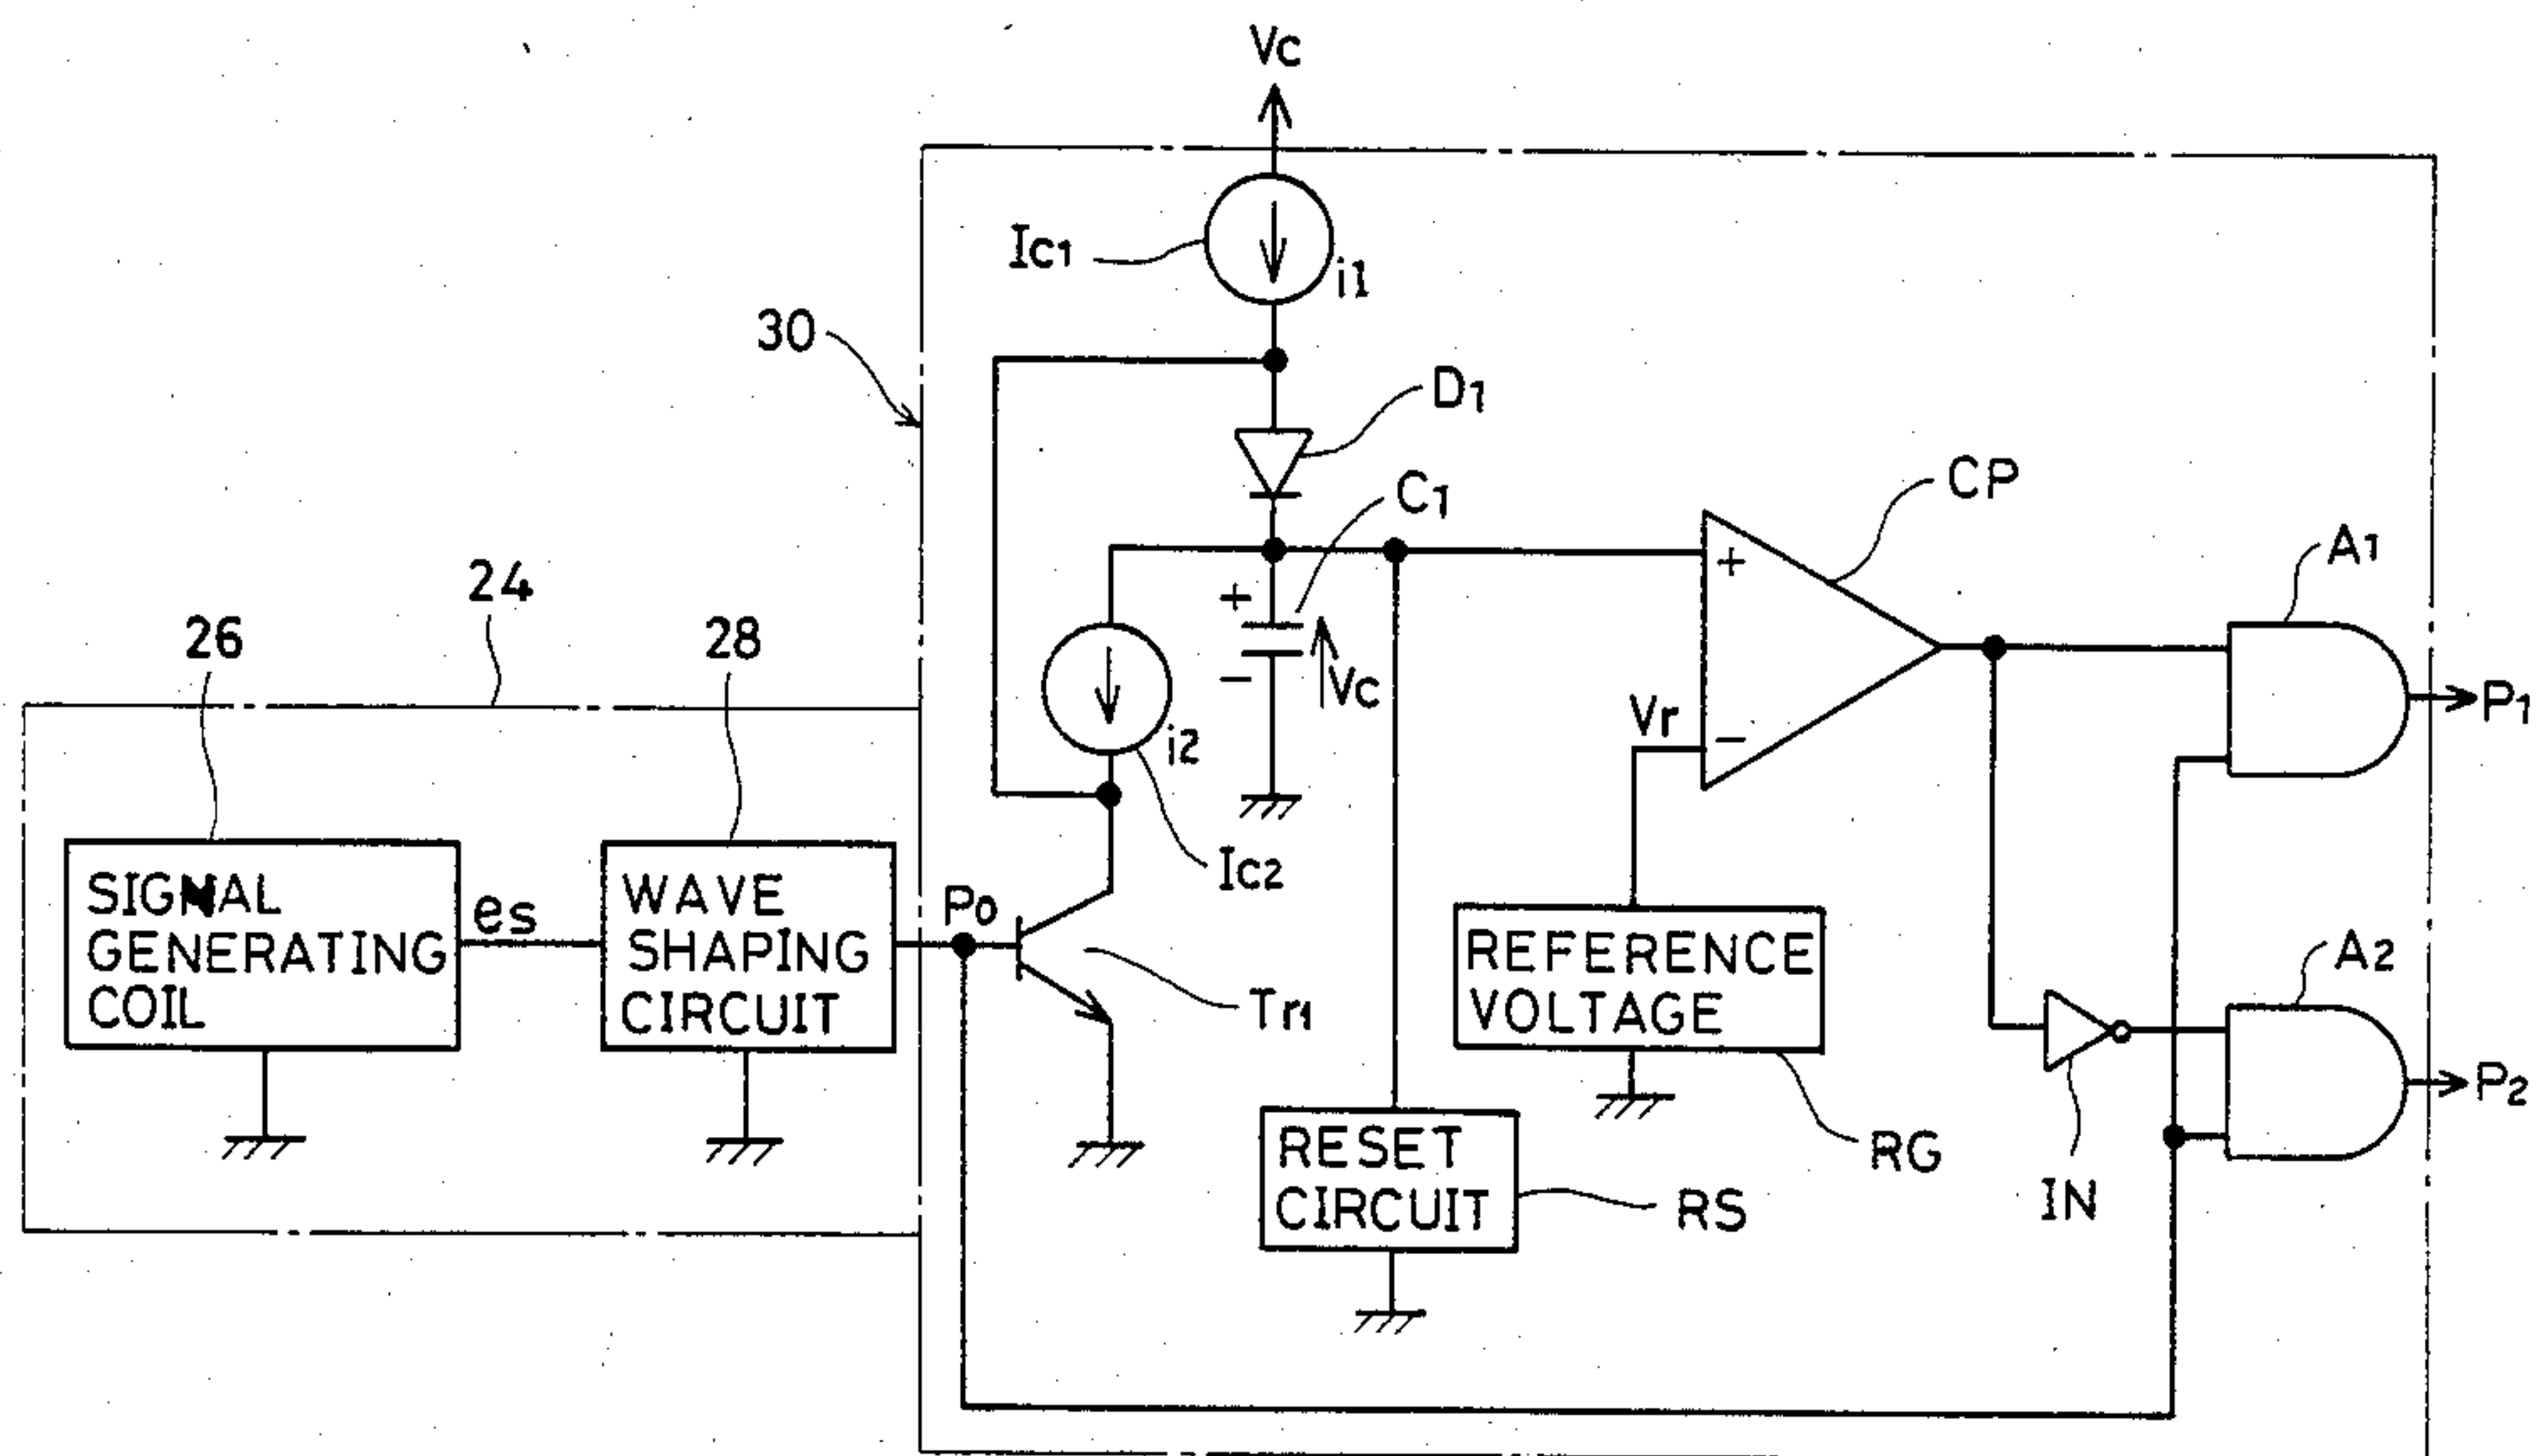 Vc
Ic1
i1
30
D1
C1
CP
A1
24
+
+
26
28
Vc
P1
−
i2
Vr
−
Ic2
SIGNAL
GENERATING
COIL
es
WAVE
SHAPING
CIRCUIT
P0
Tr1
REFERENCE
VOLTAGE
A2
P2
RESET
CIRCUIT
RS
RG
IN